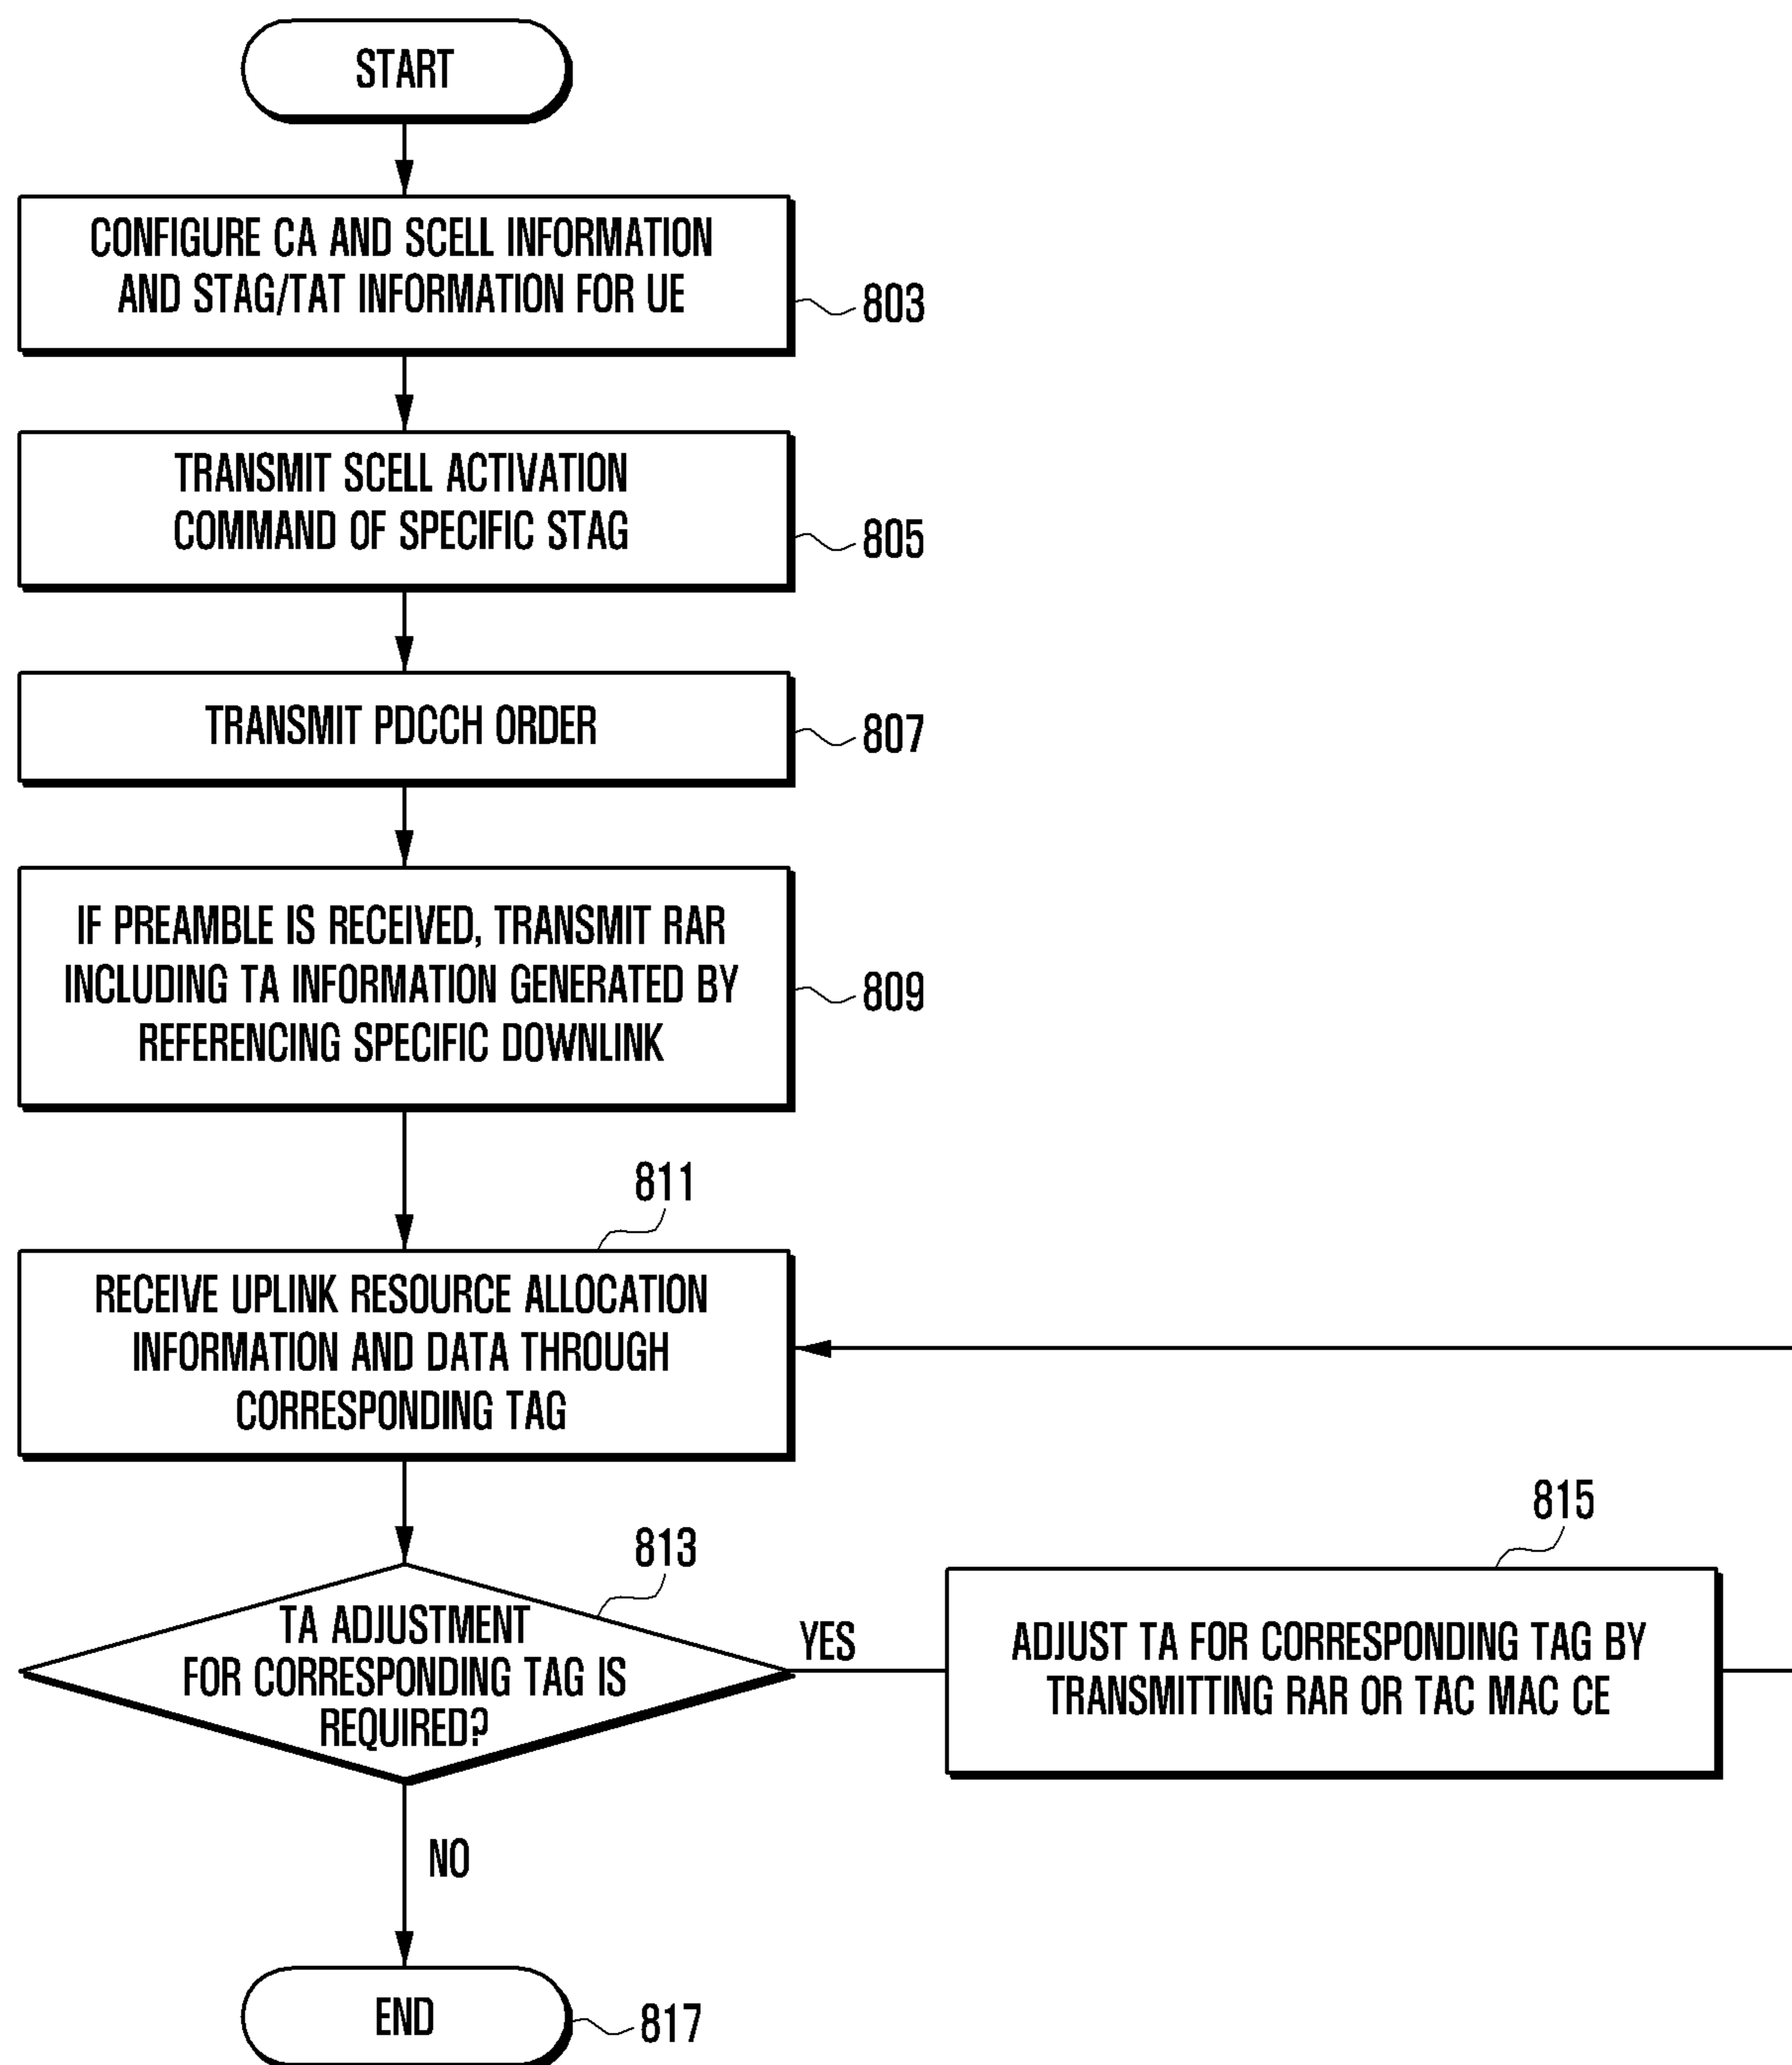 START
CONFIGURE CA AND SCELL INFORMATION
AND STAG/TAT INFORMATION FOR UE
803
TRANSMIT SCELL ACTIVATION
COMMAND OF SPECIFIC STAG
805
TRANSMIT PDCCH ORDER
807
IF PREAMBLE IS RECEIVED, TRANSMIT RAR
INCLUDING TA INFORMATION GENERATED BY
REFERENCING SPECIFIC DOWNLINK
809
811
RECEIVE UPLINK RESOURCE ALLOCATION
INFORMATION AND DATA THROUGH
CORRESPONDING TAG
813
TA ADJUSTMENT
FOR CORRESPONDING TAG IS
REQUIRED?
YES
815
ADJUST TA FOR CORRESPONDING TAG BY
TRANSMITTING RAR OR TAC MAC CE
NO
END
817